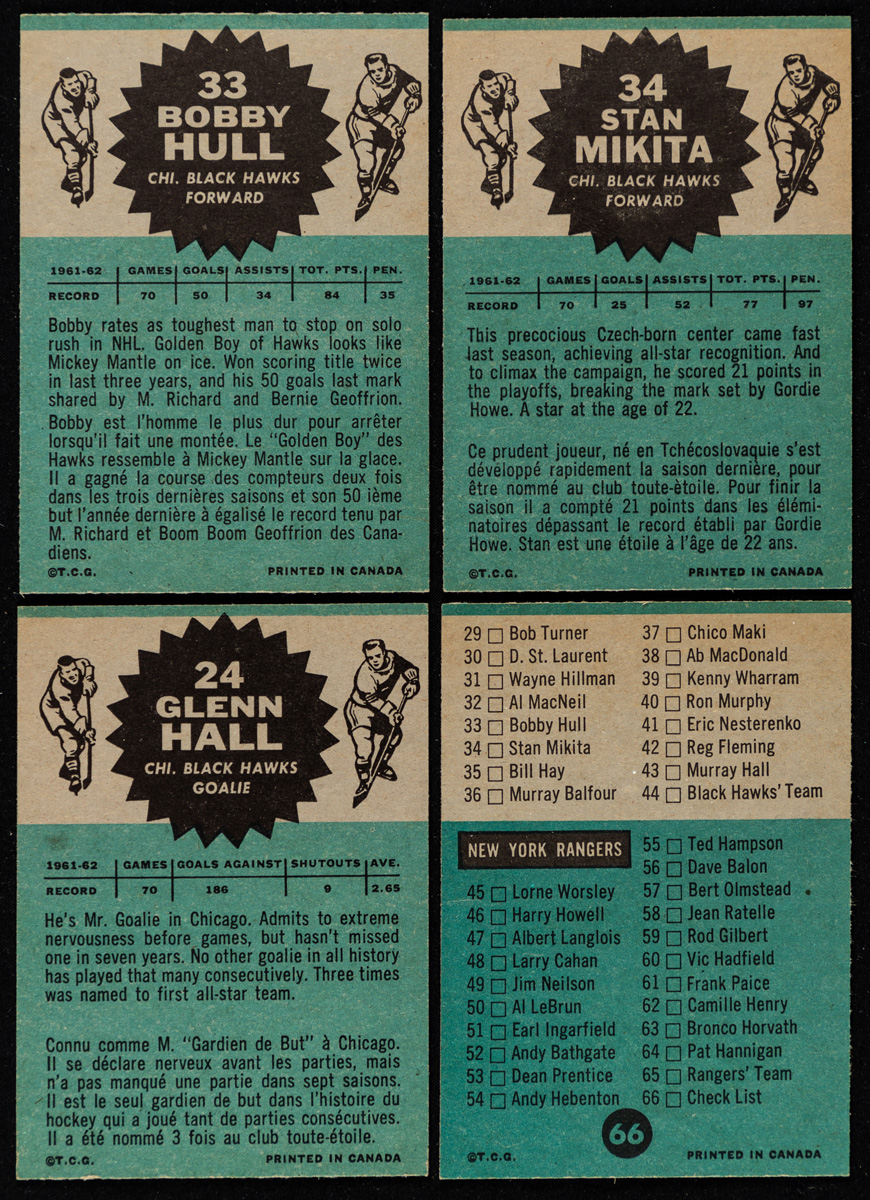 33
BOBBY
HULL
CHI. BLACK HAWKS
FORWARD
1961-62 GAMES GOALS ASSISTS TOT. PTS. PEN.
RECORD 70 50 34 84 35
Bobby rates as toughest man to stop on solo
rush in NHL. Golden Boy of Hawks looks like
Mickey Mantle on ice. Won scoring title twice
in last three years, and his 50 goals last mark
shared by M. Richard and Bernie Geoffrion.
Bobby est l'homme le plus dur pour arrêter
lorsqu'il fait une montée. Le "Golden Boy" des
Hawks ressemble à Mickey Mantle sur la glace.
Il a gagné la course des compteurs deux fois
dans les trois dernières saisons et son 50 ième
but l'année dernière à égalisé le record tenu par
M. Richard et Boom Boom Geoffrion des Cana-
diens.
©T.C.G. PRINTED IN CANADA
34
STAN
MIKITA
CHI. BLACK HAWKS
FORWARD
1961-62 GAMES GOALS ASSISTS TOT. PTS. PEN.
RECORD 70 25 52 77 97
This precocious Czech-born center came fast
last season, achieving all-star recognition. And
to climax the campaign, he scored 21 points in
the playoffs, breaking the mark set by Gordie
Howe. A star at the age of 22.
Ce prudent joueur, né en Tchécoslovaquie s'est
dévéloppé rapidement la saison dernière, pour
être nommé au club toute-ètoile. Pour finir la
saison il a compté 21 points dans les élémi-
natoires dépassant le record établi par Gordie
Howe. Stan est une étoile à l'âge de 22 ans.
©T.C.G. PRINTED IN CANADA
24
GLENN
HALL
CHI. BLACK HAWKS
GOALIE
1961-62 GAMES GOALS AGAINST SHUTOUTS AVE.
RECORD 70 186 9 2.65
He's Mr. Goalie in Chicago. Admits to extreme
nervousness before games, but hasn't missed
one in seven years. No other goalie in all history
has played that many consecutively. Three times
was named to first all-star team.
Connu comme M. "Gardien de But" à Chicago.
Il se déclare nerveux avant les parties, mais
n'a pas manqué une partie dans sept saisons.
Il est le seul gardien de but dans l'histoire du
hockey qui a joué tant de parties consécutives.
Il a été nommé 3 fois au club toute-étoile.
©T.C.G. PRINTED IN CANADA
29 Bob Turner
30 D. St. Laurent
31 Wayne Hillman
32 Al MacNeil
33 Bobby Hull
34 Stan Mikita
35 Bill Hay
36 Murray Balfour
37 Chico Maki
38 Ab MacDonald
39 Kenny Wharram
40 Ron Murphy
41 Eric Nesterenko
42 Reg Fleming
43 Murray Hall
44 Black Hawks' Team
NEW YORK RANGERS
45 Lorne Worsley
46 Harry Howell
47 Albert Langlois
48 Larry Cahan
49 Jim Neilson
50 Al LeBrun
51 Earl Ingarfield
52 Andy Bathgate
53 Dean Prentice
54 Andy Hebenton
55 Ted Hampson
56 Dave Balon
57 Bert Olmstead
58 Jean Ratelle
59 Rod Gilbert
60 Vic Hadfield
61 Frank Paice
62 Camille Henry
63 Bronco Horvath
64 Pat Hannigan
65 Rangers' Team
66 Check List
66
©T.C.G. PRINTED IN CANADA